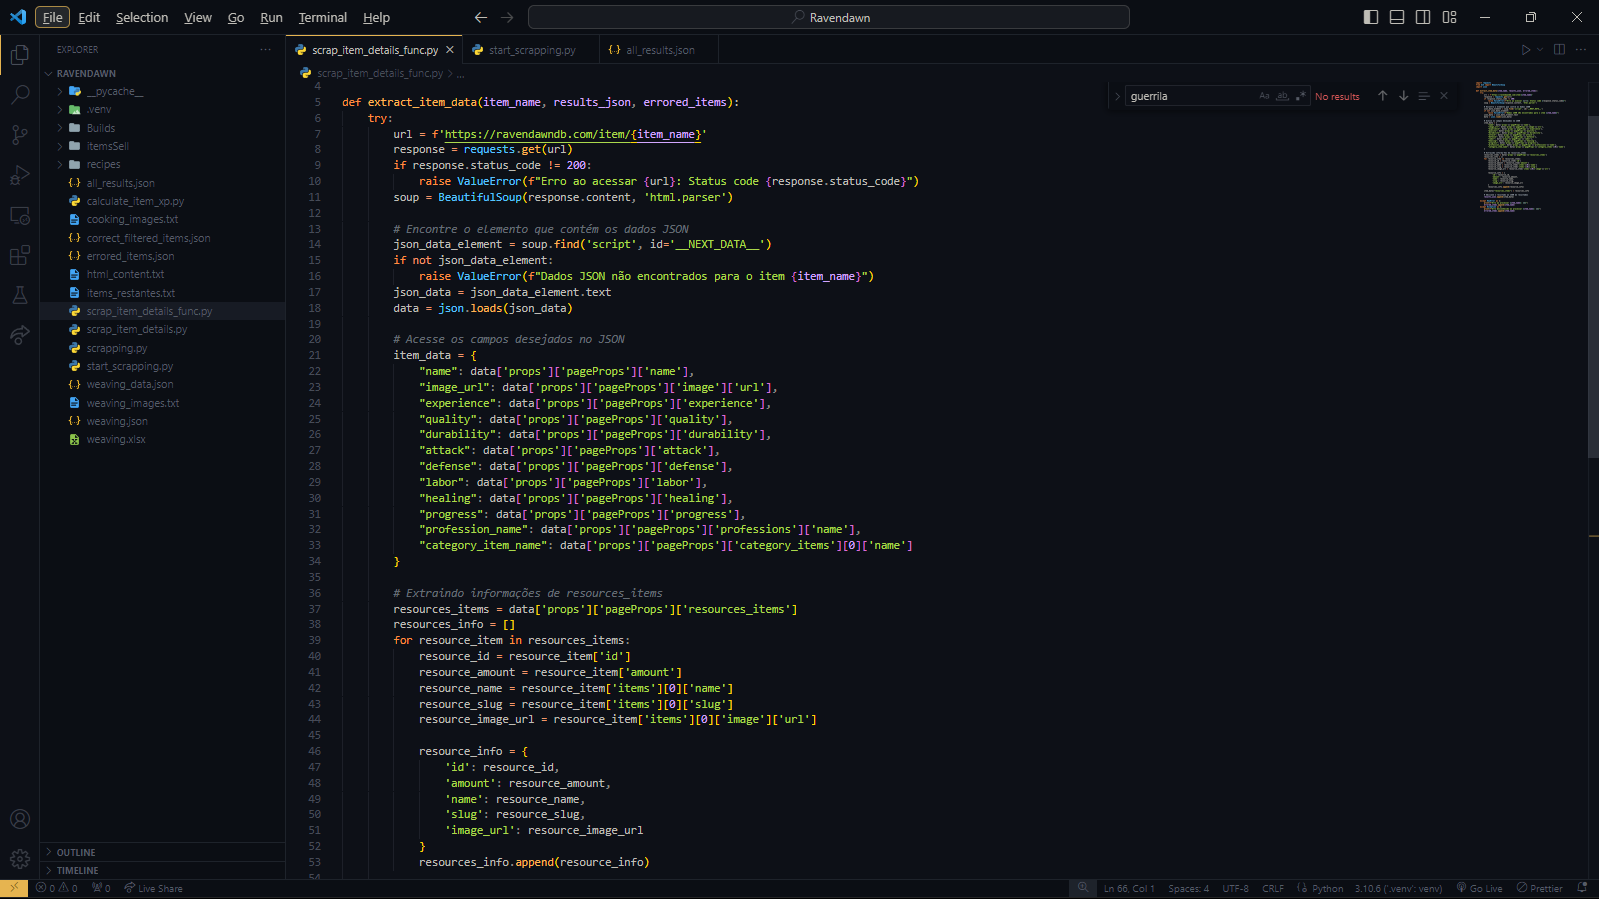 File Edit Selection View Go Run Terminal Help
Ravendawn
EXPLORER
RAVENDAWN
__pycache__
.venv
Builds
itemsSell
recipes
all_results.json
calculate_item_xp.py
cooking_images.txt
correct_filtered_items.json
errored_items.json
html_content.txt
items_restantes.txt
scrap_item_details_func.py
scrap_item_details.py
scrapping.py
start_scrapping.py
weaving_data.json
weaving_images.txt
weaving.json
weaving.xlsx
OUTLINE
TIMELINE
scrap_item_details_func.py start_scrapping.py all_results.json
scrap_item_details_func.py > ...
guerrila Aa ab .* No results
4
5 def extract_item_data(item_name, results_json, errored_items):
6 try:
7 url = f'https://ravendawndb.com/item/{item_name}'
8 response = requests.get(url)
9 if response.status_code != 200:
10 raise ValueError(f"Erro ao acessar {url}: Status code {response.status_code}")
11 soup = BeautifulSoup(response.content, 'html.parser')
12
13 # Encontre o elemento que contém os dados JSON
14 json_data_element = soup.find('script', id='__NEXT_DATA__')
15 if not json_data_element:
16 raise ValueError(f"Dados JSON não encontrados para o item {item_name}")
17 json_data = json_data_element.text
18 data = json.loads(json_data)
19
20 # Acesse os campos desejados no JSON
21 item_data = {
22 "name": data['props']['pageProps']['name'],
23 "image_url": data['props']['pageProps']['image']['url'],
24 "experience": data['props']['pageProps']['experience'],
25 "quality": data['props']['pageProps']['quality'],
26 "durability": data['props']['pageProps']['durability'],
27 "attack": data['props']['pageProps']['attack'],
28 "defense": data['props']['pageProps']['defense'],
29 "labor": data['props']['pageProps']['labor'],
30 "healing": data['props']['pageProps']['healing'],
31 "progress": data['props']['pageProps']['progress'],
32 "profession_name": data['props']['pageProps']['professions']['name'],
33 "category_item_name": data['props']['pageProps']['category_items'][0]['name']
34 }
35
36 # Extraindo informações de resources_items
37 resources_items = data['props']['pageProps']['resources_items']
38 resources_info = []
39 for resource_item in resources_items:
40 resource_id = resource_item['id']
41 resource_amount = resource_item['amount']
42 resource_name = resource_item['items'][0]['name']
43 resource_slug = resource_item['items'][0]['slug']
44 resource_image_url = resource_item['items'][0]['image']['url']
45
46 resource_info = {
47 'id': resource_id,
48 'amount': resource_amount,
49 'name': resource_name,
50 'slug': resource_slug,
51 'image_url': resource_image_url
52 }
53 resources_info.append(resource_info)
54
0 0 0 Live Share Ln 66, Col 1 Spaces: 4 UTF-8 CRLF Python 3.10.6 ('.venv': venv) Go Live Prettier